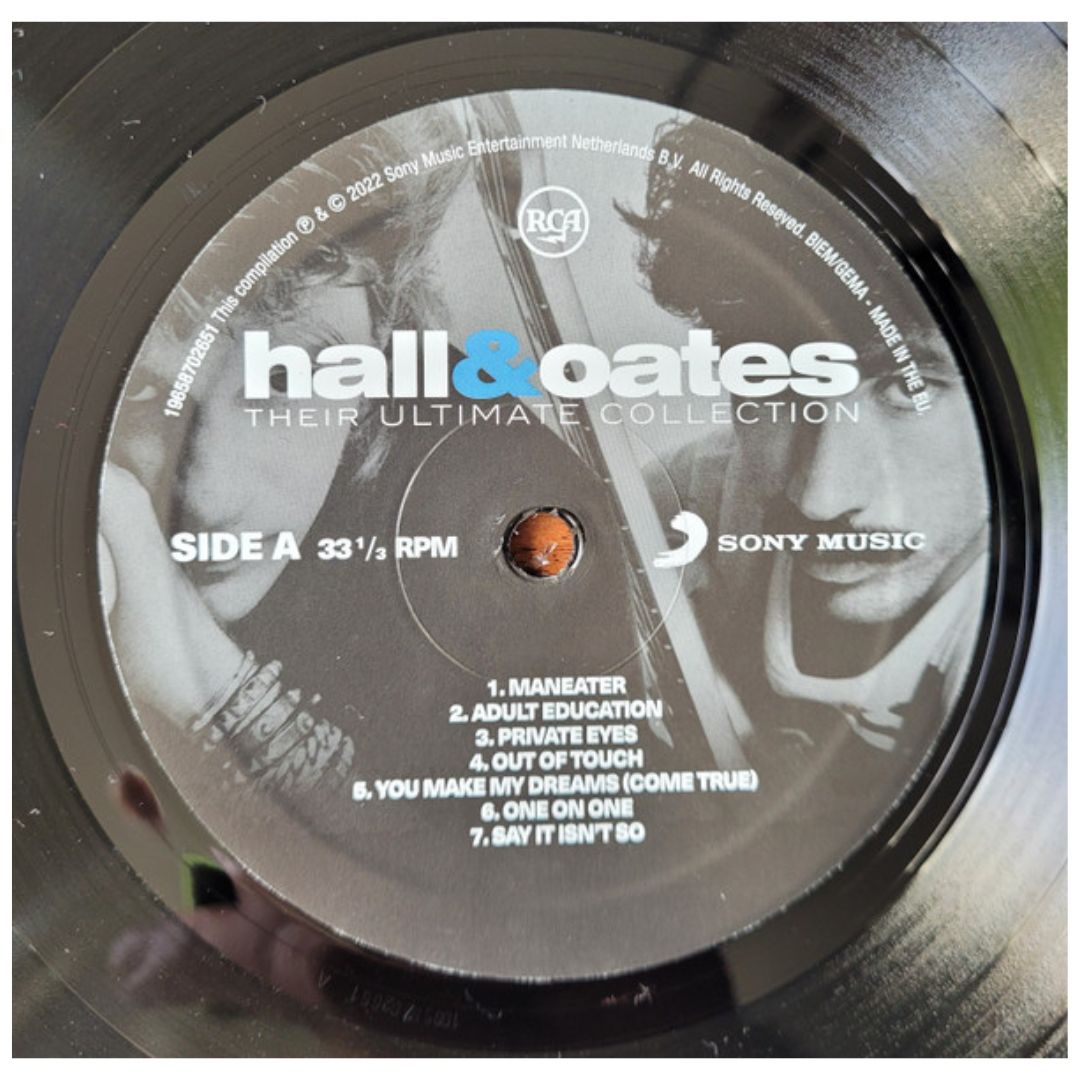 19658702651 This compilation ℗ & © 2022 Sony Music Entertainment Netherlands B.V. All Rights Reseved. BIEM/GEMA - MADE IN THE EU.
RCA
hall&oates
THEIR ULTIMATE COLLECTION
SIDE A 33 1/3 RPM
SONY MUSIC
1. MANEATER
2. ADULT EDUCATION
3. PRIVATE EYES
4. OUT OF TOUCH
5. YOU MAKE MY DREAMS (COME TRUE)
6. ONE ON ONE
7. SAY IT ISN'T SO